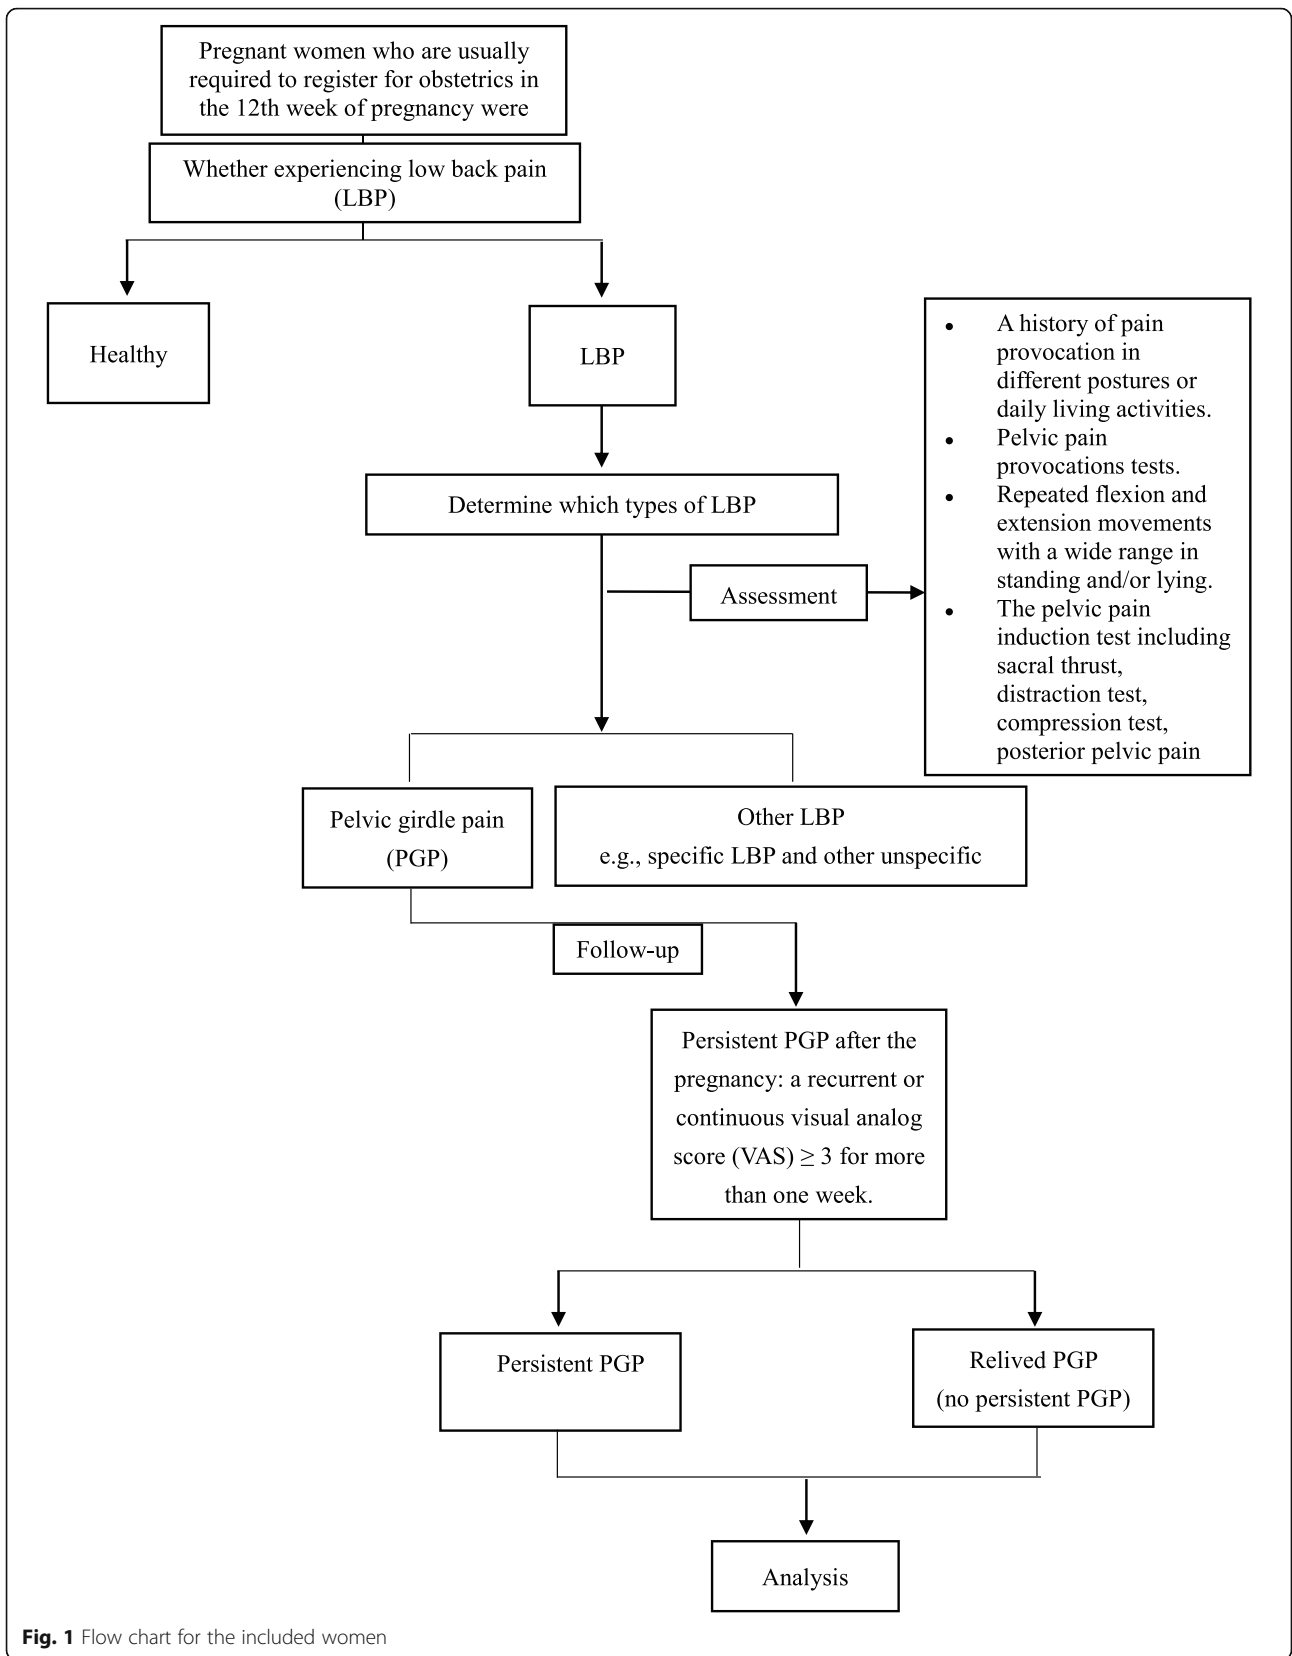 Pregnant women who are usually
required to register for obstetrics in
the 12th week of pregnancy were
Whether experiencing low back pain
(LBP)
Healthy
LBP
Determine which types of LBP
Assessment
• A history of pain
provocation in
different postures or
daily living activities.
• Pelvic pain
provocations tests.
• Repeated flexion and
extension movements
with a wide range in
standing and/or lying.
• The pelvic pain
induction test including
sacral thrust,
distraction test,
compression test,
posterior pelvic pain
Pelvic girdle pain
(PGP)
Other LBP
e.g., specific LBP and other unspecific
Follow-up
Persistent PGP after the
pregnancy: a recurrent or
continuous visual analog
score (VAS) ≥ 3 for more
than one week.
Persistent PGP
Relived PGP
(no persistent PGP)
Analysis
Fig. 1 Flow chart for the included women